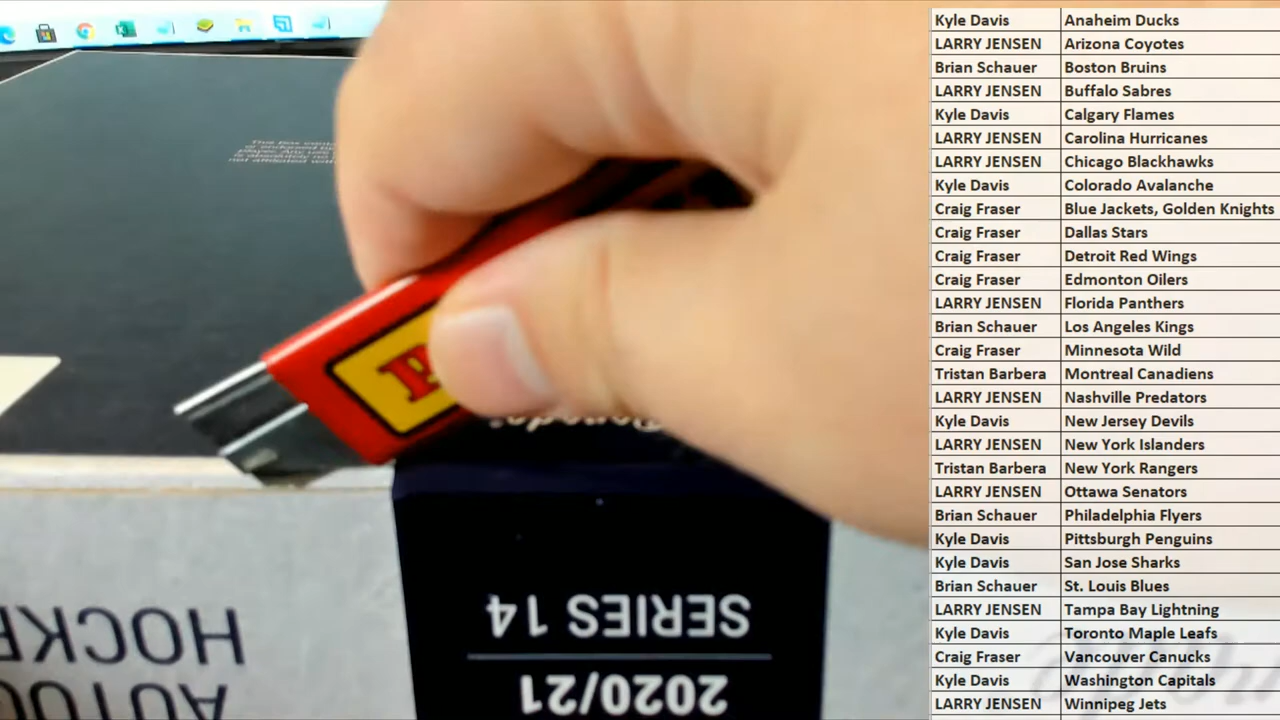 Kyle Davis Anaheim Ducks
LARRY JENSEN Arizona Coyotes
Brian Schauer Boston Bruins
LARRY JENSEN Buffalo Sabres
Kyle Davis Calgary Flames
LARRY JENSEN Carolina Hurricanes
LARRY JENSEN Chicago Blackhawks
Kyle Davis Colorado Avalanche
Craig Fraser Blue Jackets, Golden Knights
Craig Fraser Dallas Stars
Craig Fraser Detroit Red Wings
Craig Fraser Edmonton Oilers
LARRY JENSEN Florida Panthers
Brian Schauer Los Angeles Kings
Craig Fraser Minnesota Wild
Tristan Barbera Montreal Canadiens
LARRY JENSEN Nashville Predators
Kyle Davis New Jersey Devils
LARRY JENSEN New York Islanders
Tristan Barbera New York Rangers
LARRY JENSEN Ottawa Senators
Brian Schauer Philadelphia Flyers
Kyle Davis Pittsburgh Penguins
Kyle Davis San Jose Sharks
Brian Schauer St. Louis Blues
LARRY JENSEN Tampa Bay Lightning
Kyle Davis Toronto Maple Leafs
Craig Fraser Vancouver Canucks
Kyle Davis Washington Capitals
LARRY JENSEN Winnipeg Jets
2020/21
SERIES 14